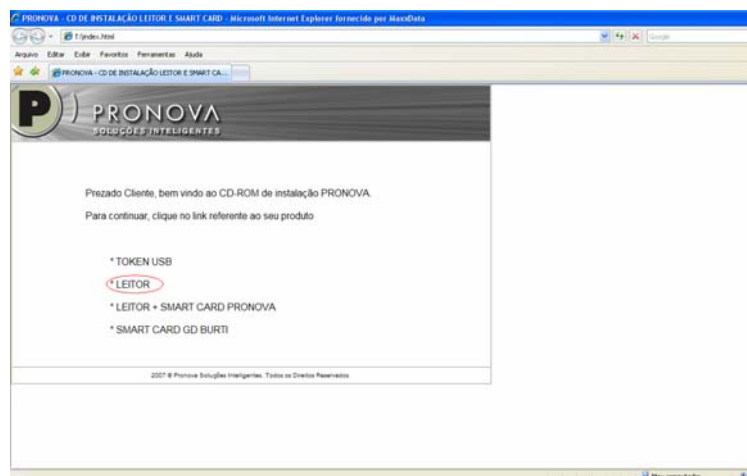 PRONOVA - CD DE INSTALAÇÃO LEITOR E SMART CARD - Microsoft Internet Explorer fornecido por MaxxData
T:\index.html
Google
Arquivo Editar Exibir Favoritos Ferramentas Ajuda
PRONOVA - CD DE INSTALAÇÃO LEITOR E SMART CA...
P PRONOVA
SOLUÇÕES INTELIGENTES
Prezado Cliente, bem vindo ao CD-ROM de instalação PRONOVA.
Para continuar, clique no link referente ao seu produto
* TOKEN USB
* LEITOR
* LEITOR + SMART CARD PRONOVA
* SMART CARD GD BURTI
2007 © Pronova Soluções Inteligentes. Todos os Direitos Reservados
Meu computador